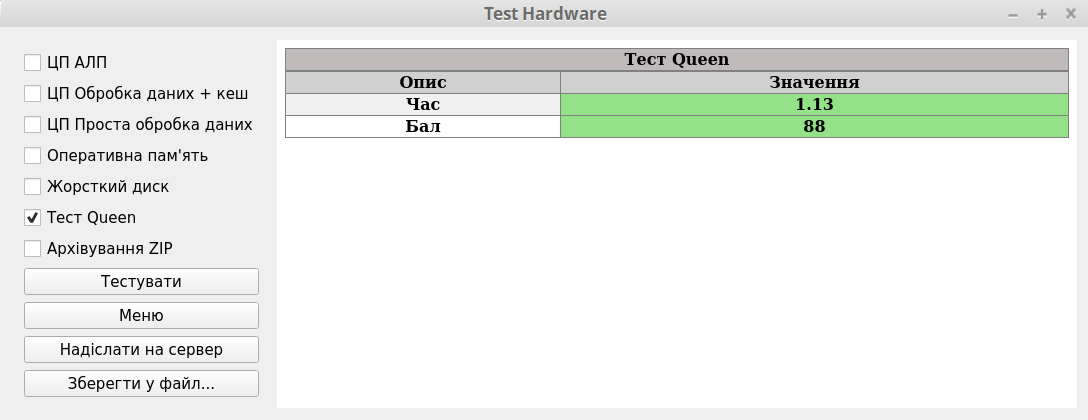 Test Hardware
ЦП АЛП
ЦП Обробка даних + кеш
ЦП Проста обробка даних
Оперативна пам'ять
Жорсткий диск
Тест Queen
Архівування ZIP
Тестувати
Меню
Надіслати на сервер
Зберегти у файл...
Тест Queen
Опис Значення
Час 1.13
Бал 88